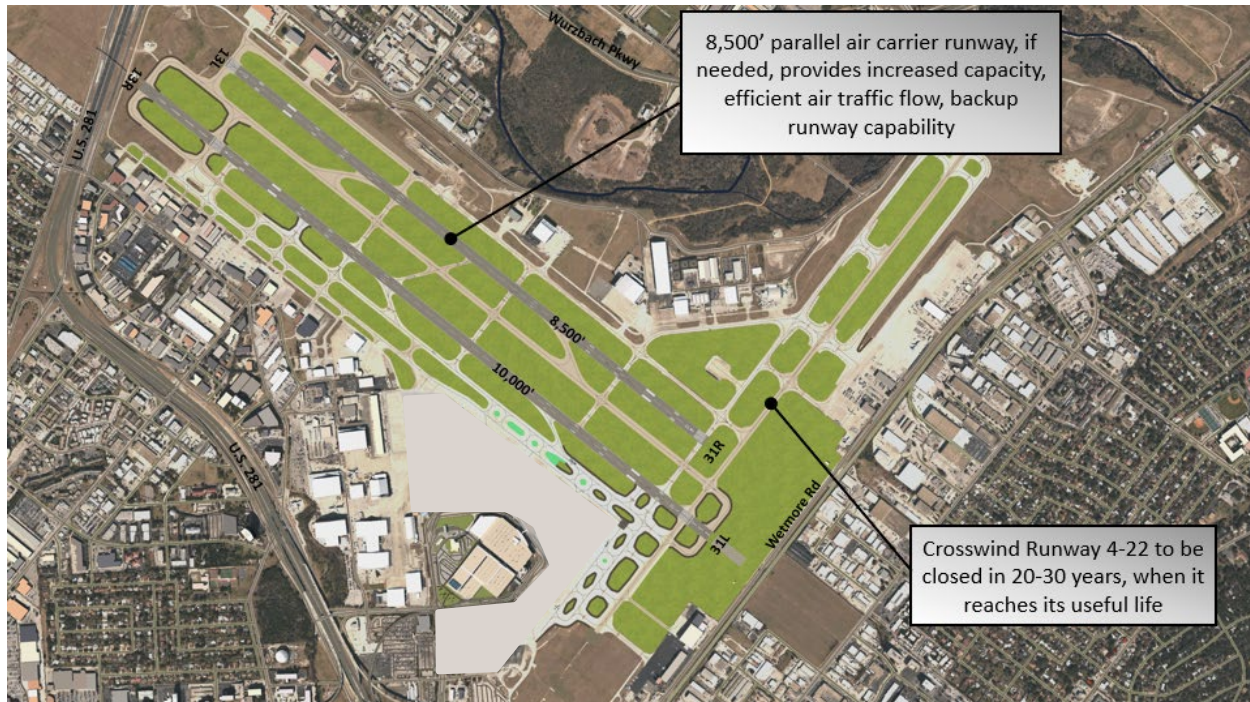 Wurzbach Pkwy
8,500’ parallel air carrier runway, if
needed, provides increased capacity,
efficient air traffic flow, backup
runway capability
13L
13R
U.S. 281
8,500’
10,000’
U.S. 281
31R
31L
Wetmore Rd
Crosswind Runway 4-22 to be
closed in 20-30 years, when it
reaches its useful life